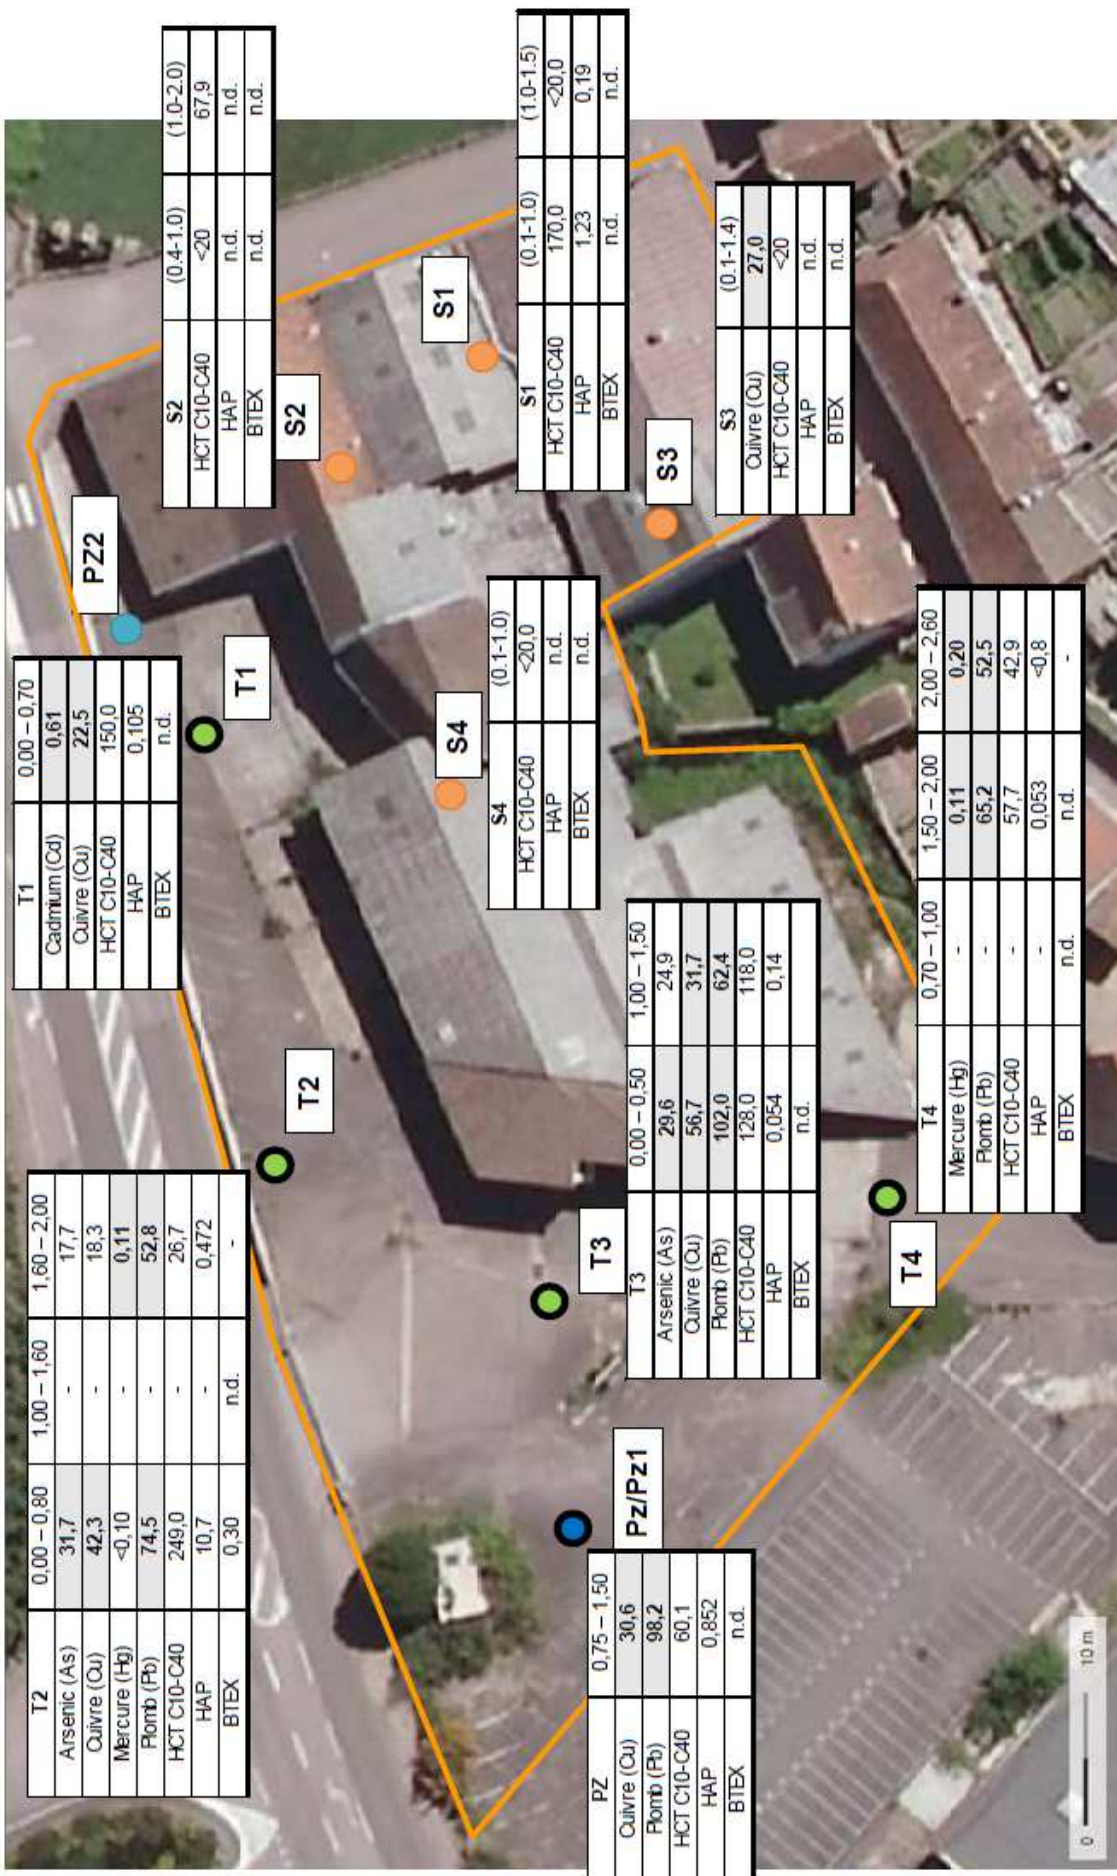 T2 0,00 – 0,80 1,00 – 1,60 1,60 – 2,00
Arsenic (As) 31,7 - 17,7
Cuivre (Cu) 42,3 - 18,3
Mercure (Hg) <0,10 - 0,11
Plomb (Pb) 74,5 - 52,8
HCT C10-C40 249,0 - 26,7
HAP 10,7 - 0,472
BTEX 0,30 n.d. -
T1 0,00 – 0,70
Cadmium (Cd) 0,61
Cuivre (Cu) 22,5
HCT C10-C40 150,0
HAP 0,105
BTEX n.d.
PZ2
S2 (0.4-1.0) (1.0-2.0)
HCT C10-C40 <20 67,9
HAP n.d. n.d.
BTEX n.d. n.d.
T1
T2
S2
S1
S4
S4 (0.1-1.0)
HCT C10-C40 <20,0
HAP n.d.
BTEX n.d.
S1 (0.1-1.0) (1.0-1.5)
HCT C10-C40 170,0 <20,0
HAP 1,23 0,19
BTEX n.d. n.d.
T3
S3
Pz/Pz1
T3 0,00 – 0,50 1,00 – 1,50
Arsenic (As) 29,6 24,9
Cuivre (Cu) 56,7 31,7
Plomb (Pb) 102,0 62,4
HCT C10-C40 128,0 118,0
HAP 0,054 0,14
BTEX n.d.
S3 (0.1-1.4)
Cuivre (Cu) 27,0
HCT C10-C40 <20
HAP n.d.
BTEX n.d.
PZ 0,75 – 1,50
Cuivre (Cu) 30,6
Plomb (Pb) 98,2
HCT C10-C40 60,1
HAP 0,852
BTEX n.d.
T4
T4 0,70 – 1,00 1,50 – 2,00 2,00 – 2,60
Mercure (Hg) - 0,11 0,20
Plomb (Pb) - 65,2 52,5
HCT C10-C40 - 57,7 42,9
HAP - 0,053 <0,8
BTEX n.d. n.d. -
0 10 m